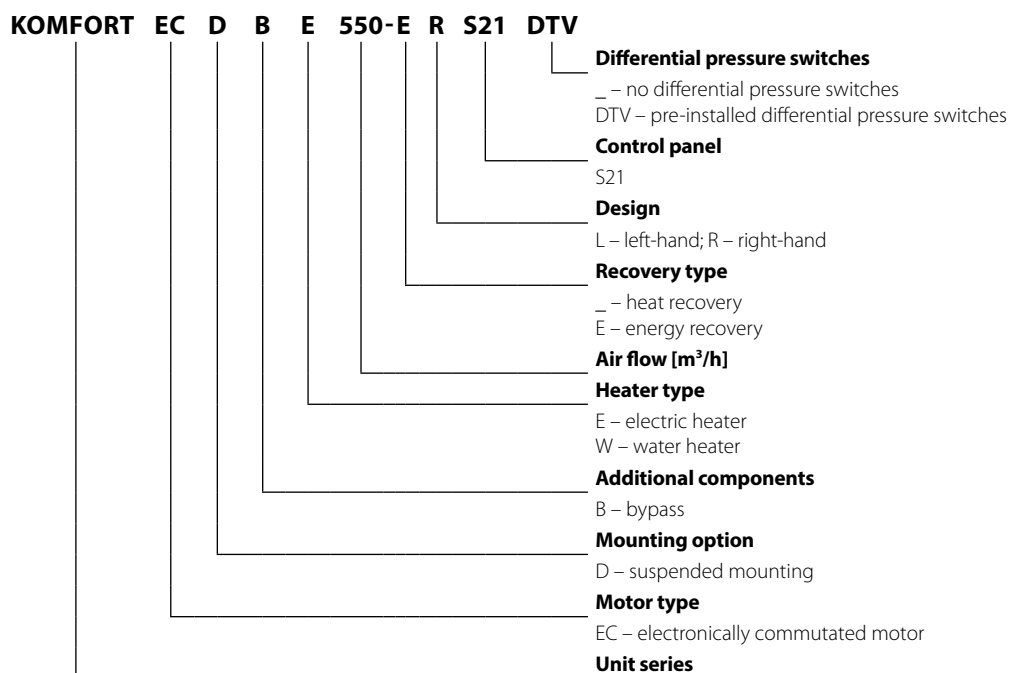 KOMFORT EC D B E 550-E R S21 DTV
Differential pressure switches
_ – no differential pressure switches
DTV – pre-installed differential pressure switches
Control panel
S21
Design
L – left-hand; R – right-hand
Recovery type
_ – heat recovery
E – energy recovery
Air flow [m³/h]
Heater type
E – electric heater
W – water heater
Additional components
B – bypass
Mounting option
D – suspended mounting
Motor type
EC – electronically commutated motor
Unit series